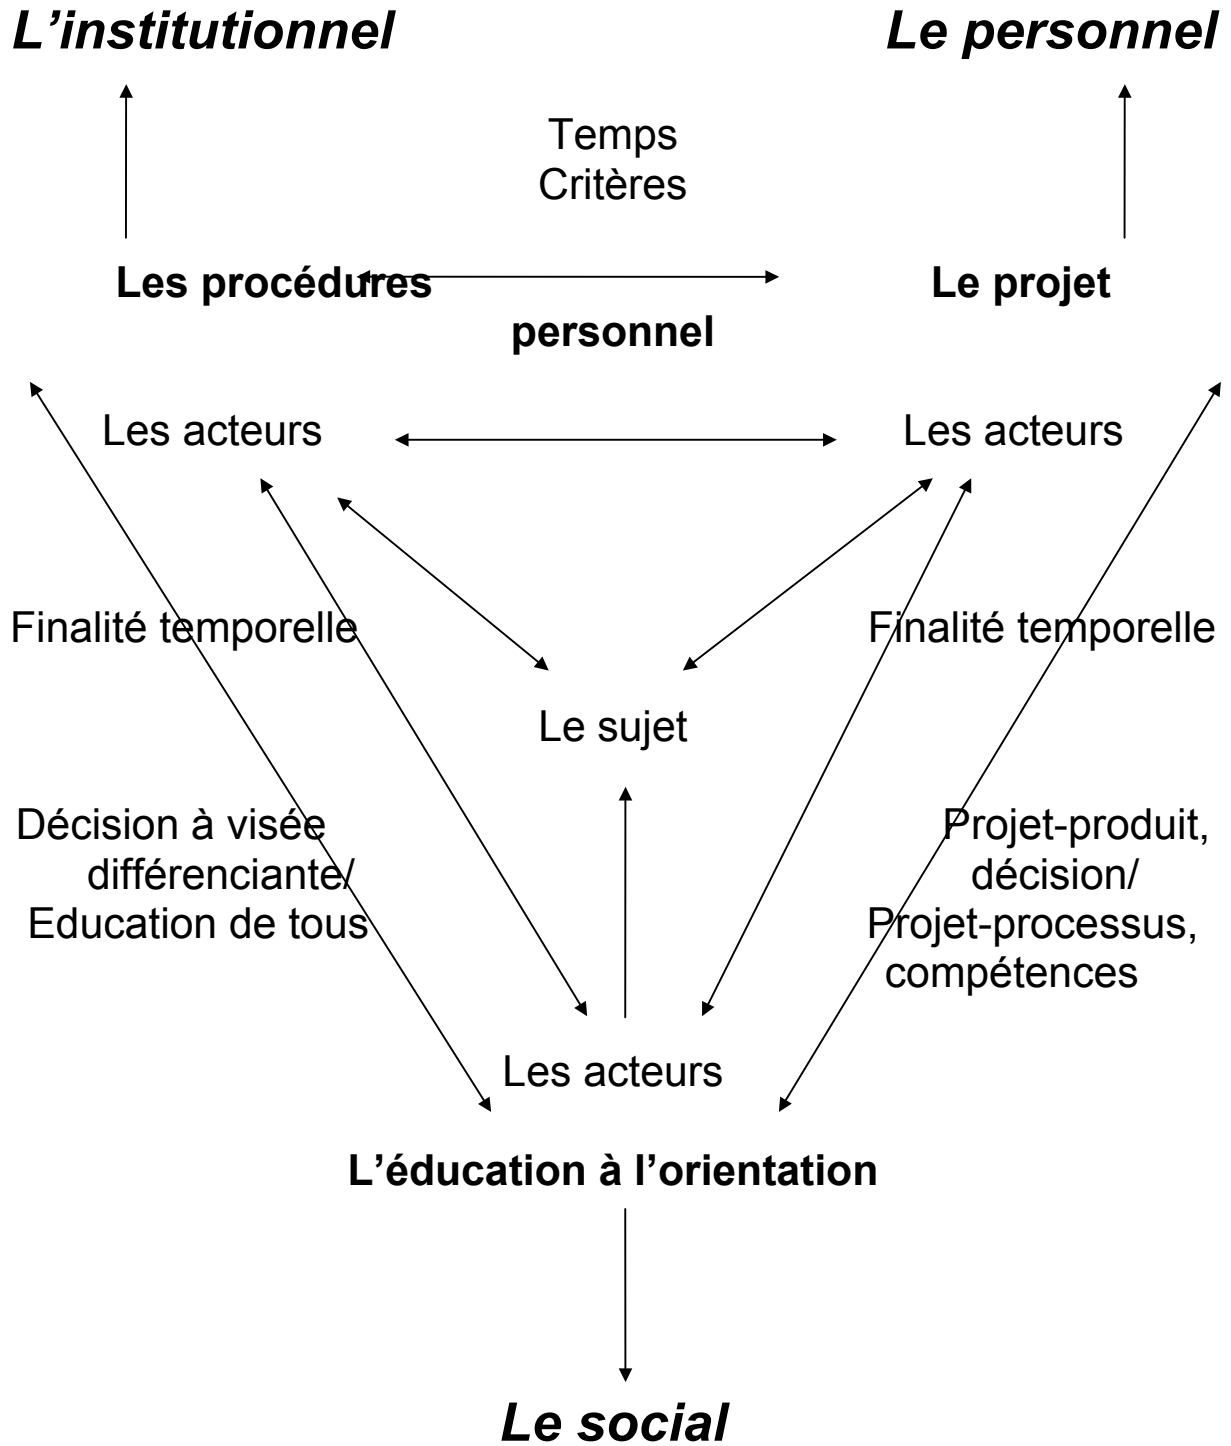 L’institutionnel Le personnel
Temps
Critères
Les procédures Le projet
personnel
Les acteurs Les acteurs
Finalité temporelle Finalité temporelle
Le sujet
Décision à visée Projet-produit,
différenciante/ décision/
Education de tous Projet-processus,
compétences
Les acteurs
L’éducation à l’orientation
Le social